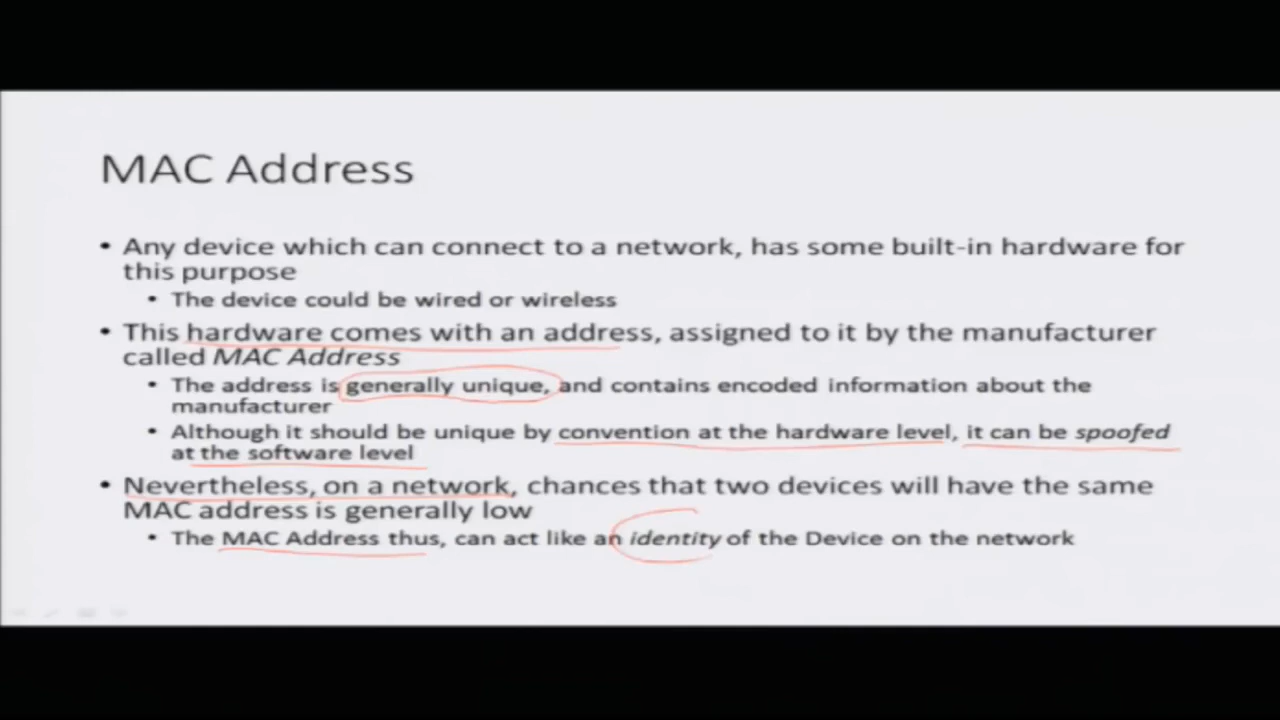 MAC Address
• Any device which can connect to a network, has some built-in hardware for
this purpose
• The device could be wired or wireless
• This hardware comes with an address, assigned to it by the manufacturer
called MAC Address
• The address is generally unique, and contains encoded information about the
manufacturer
• Although it should be unique by convention at the hardware level, it can be spoofed
at the software level
• Nevertheless, on a network, chances that two devices will have the same
MAC address is generally low
• The MAC Address thus, can act like an identity of the Device on the network